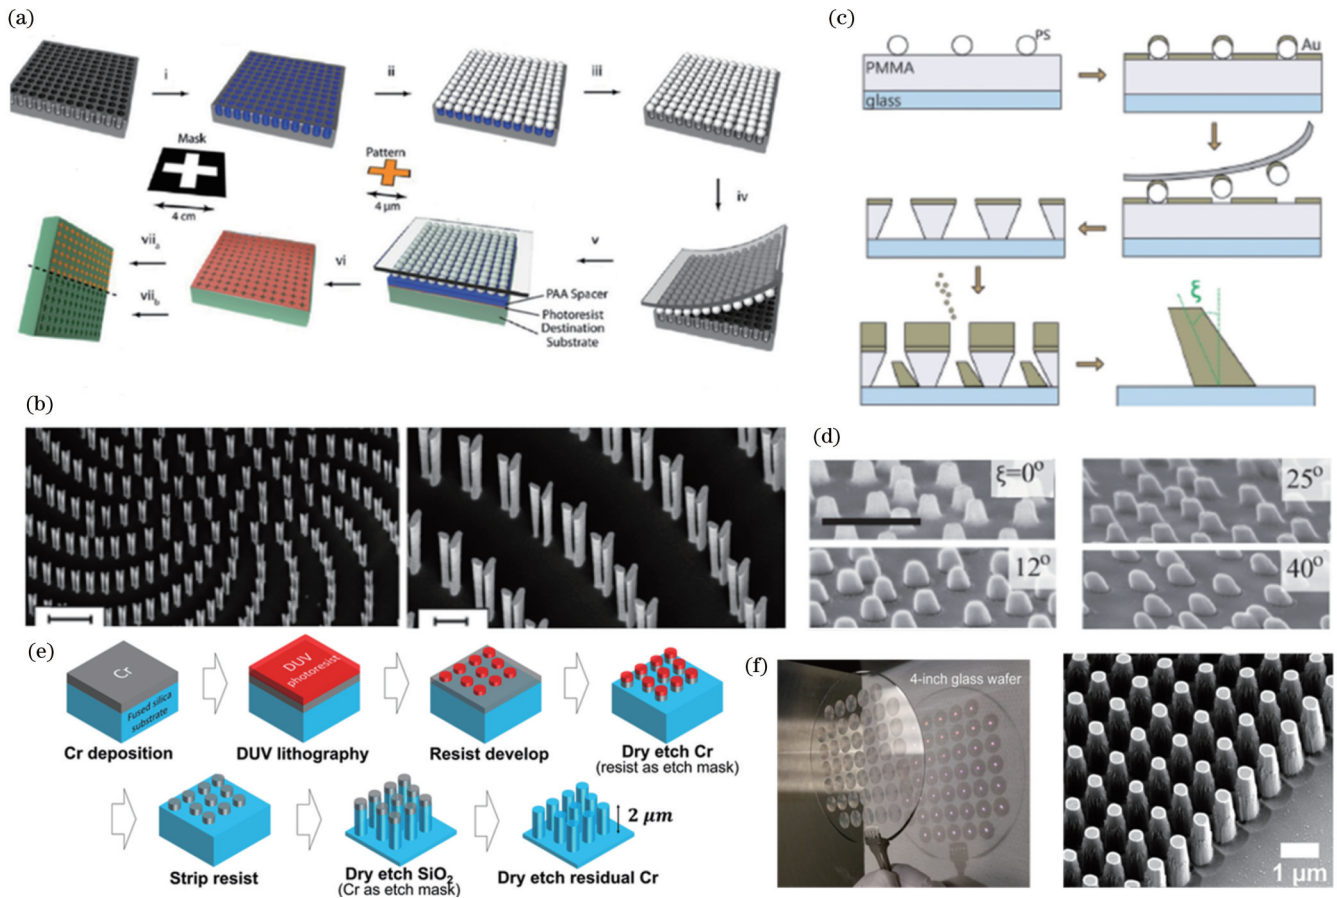 (a)
i
ii
iii
Mask
4 cm
Pattern
4 μm
iv
v
vi
vii_a
vii_b
PAA Spacer
Photoresist
Destination
Substrate
(b)
(c)
PS
PMMA
glass
Au
ξ
(d)
ξ=0°
25°
12°
40°
(e)
Cr
Fused silica
substrate
Cr deposition
DUV
photoresist
DUV lithography
Resist develop
Dry etch Cr
(resist as etch mask)
Strip resist
Dry etch SiO₂
(Cr as etch mask)
2 μm
Dry etch residual Cr
(f)
4-inch glass wafer
1 μm